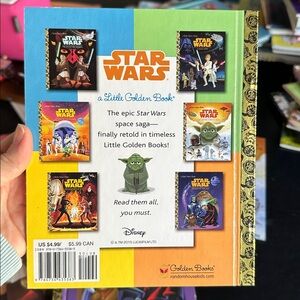 STAR
WARS
a Little Golden Book
The epic Star Wars
space saga—
finally retold in timeless
Little Golden Books!
Read them all,
you must.
Disney
US $4.99/ $5.99 CAN
Golden Books
randomhousekids.com
STAR
WARS
STAR
WARS
STAR
WARS
STAR
WARS
STAR
WARS
STAR
WARS